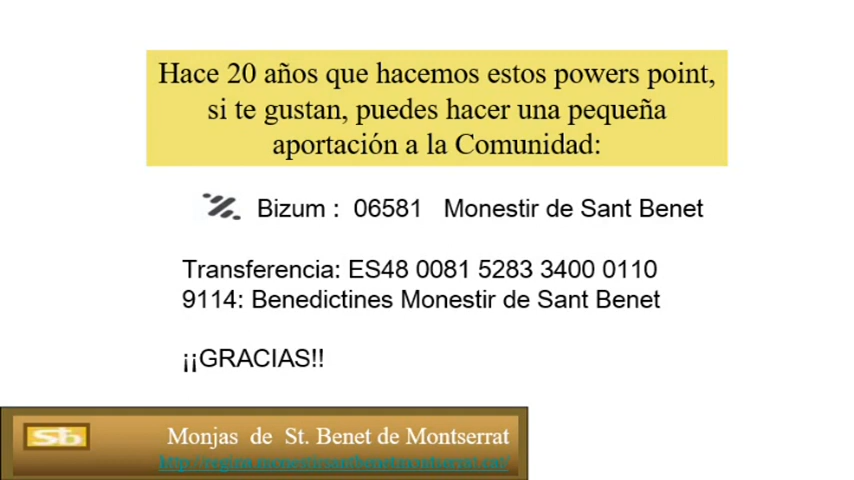 Hace 20 años que hacemos estos powers point,
si te gustan, puedes hacer una pequeña
aportación a la Comunidad:
Bizum : 06581 Monestir de Sant Benet
Transferencia: ES48 0081 5283 3400 0110
9114: Benedictines Monestir de Sant Benet
¡¡GRACIAS!!
Sb
Monjas de St. Benet de Montserrat